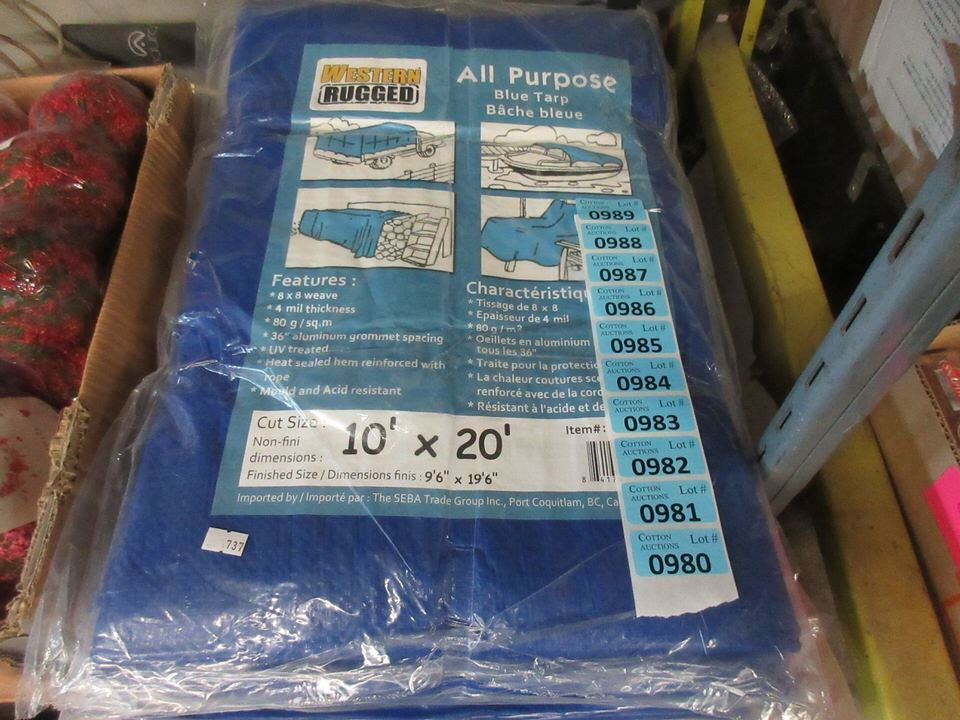 WESTERN
RUGGED
All Purpose
Blue Tarp
Bâche bleue
Features :
* 8 x 8 weave
* 4 mil thickness
* 80 g / sq.m
* 36" aluminum grommet spacing
* UV treated
Heat sealed hem reinforced with
rope
* Mould and Acid resistant
Caractéristiqu
* Tissage de 8 x 8
* Epaisseur de 4 mil
* 80 g / m²
* Oeillets en aluminium
tous les 36"
* Traite pour la protectio
* La chaleur coutures sce
renforcé avec de la cord
* Résistant à l'acide et de
Cut Size :
Non-fini
dimensions :
10' x 20'
Item#:
Finished Size / Dimensions finis : 9'6" x 19'6"
Imported by / Importé par : The SEBA Trade Group Inc., Port Coquitlam, BC, Ca
737
COTTON AUCTIONS Lot #
0989
COTTON AUCTIONS Lot #
0988
COTTON AUCTIONS Lot #
0987
COTTON AUCTIONS Lot #
0986
COTTON AUCTIONS Lot #
0985
COTTON AUCTIONS Lot #
0984
COTTON AUCTIONS Lot #
0983
COTTON AUCTIONS Lot #
0982
COTTON AUCTIONS Lot #
0981
COTTON AUCTIONS Lot #
0980